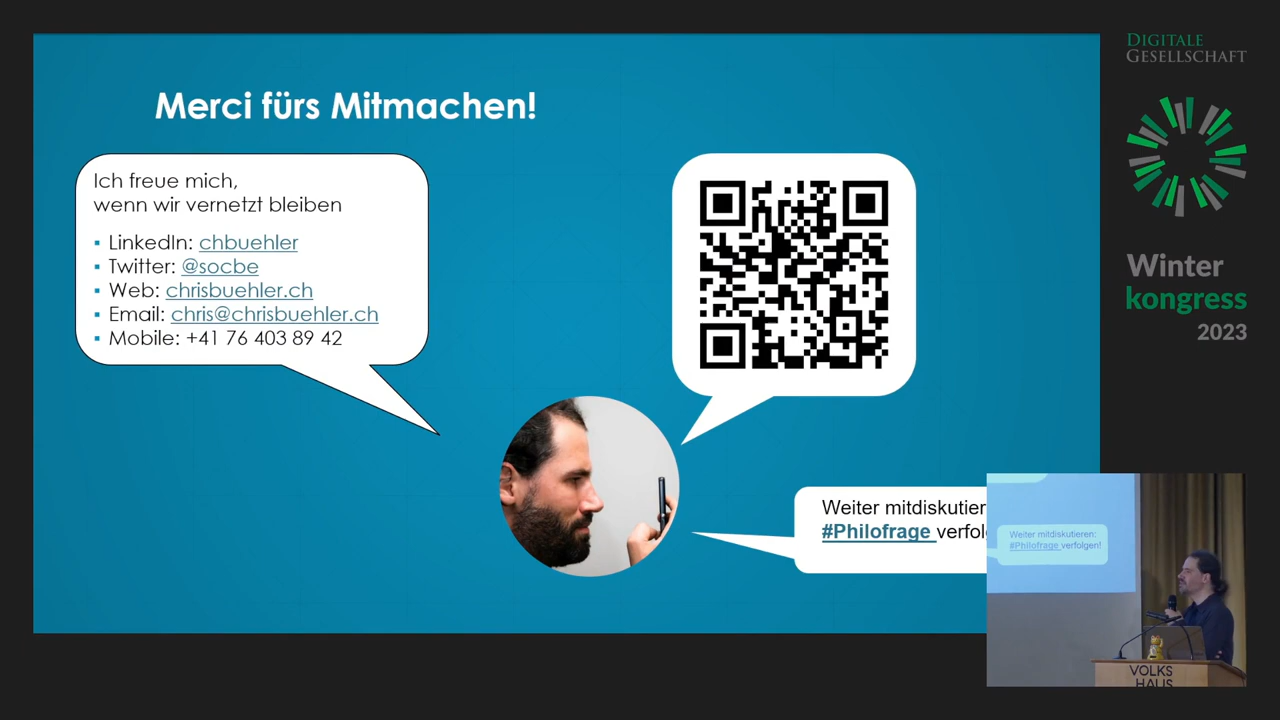 Merci fürs Mitmachen!
Ich freue mich,
wenn wir vernetzt bleiben
▪ LinkedIn: chbuehler
▪ Twitter: @socbe
▪ Web: chrisbuehler.ch
▪ Email: chris@chrisbuehler.ch
▪ Mobile: +41 76 403 89 42
Weiter mitdiskutier
#Philofrage verfol
DIGITALE
GESELLSCHAFT
Winter
kongress
2023
Weiter mitdiskutieren:
#Philofrage verfolgen!
VOLKS
HAUS